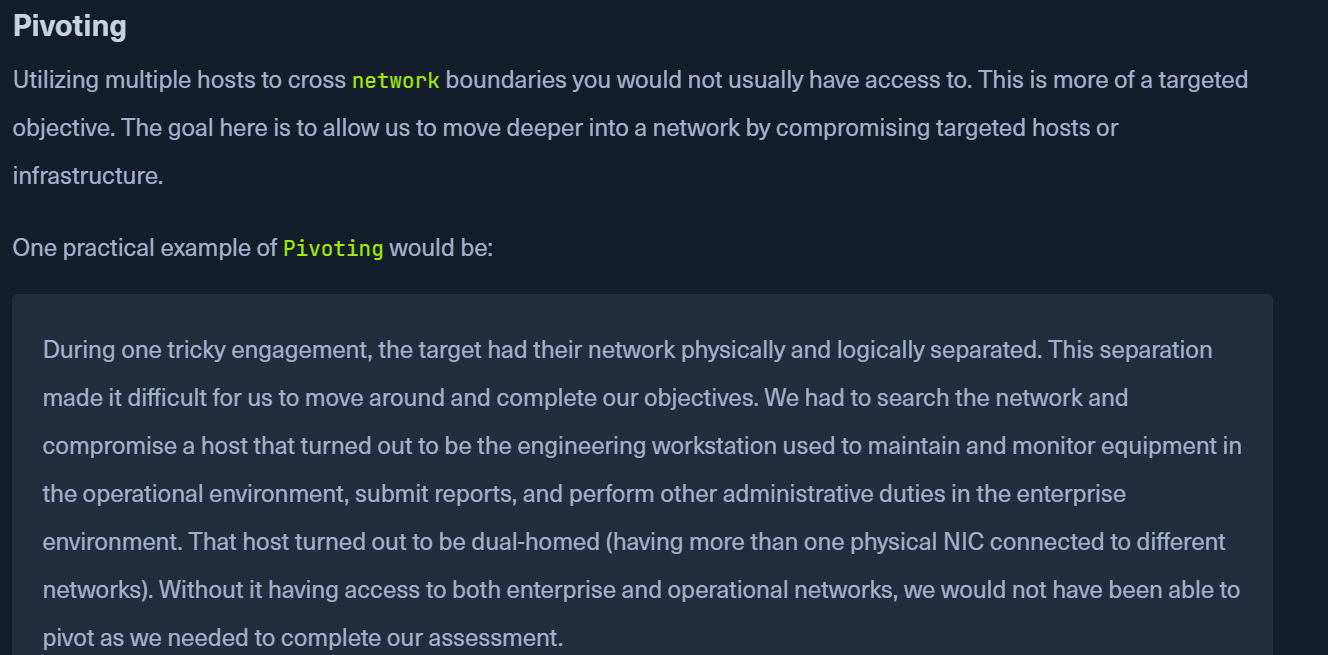 Pivoting
Utilizing multiple hosts to cross network boundaries you would not usually have access to. This is more of a targeted
objective. The goal here is to allow us to move deeper into a network by compromising targeted hosts or
infrastructure.
One practical example of Pivoting would be:
During one tricky engagement, the target had their network physically and logically separated. This separation
made it difficult for us to move around and complete our objectives. We had to search the network and
compromise a host that turned out to be the engineering workstation used to maintain and monitor equipment in
the operational environment, submit reports, and perform other administrative duties in the enterprise
environment. That host turned out to be dual-homed (having more than one physical NIC connected to different
networks). Without it having access to both enterprise and operational networks, we would not have been able to
pivot as we needed to complete our assessment.